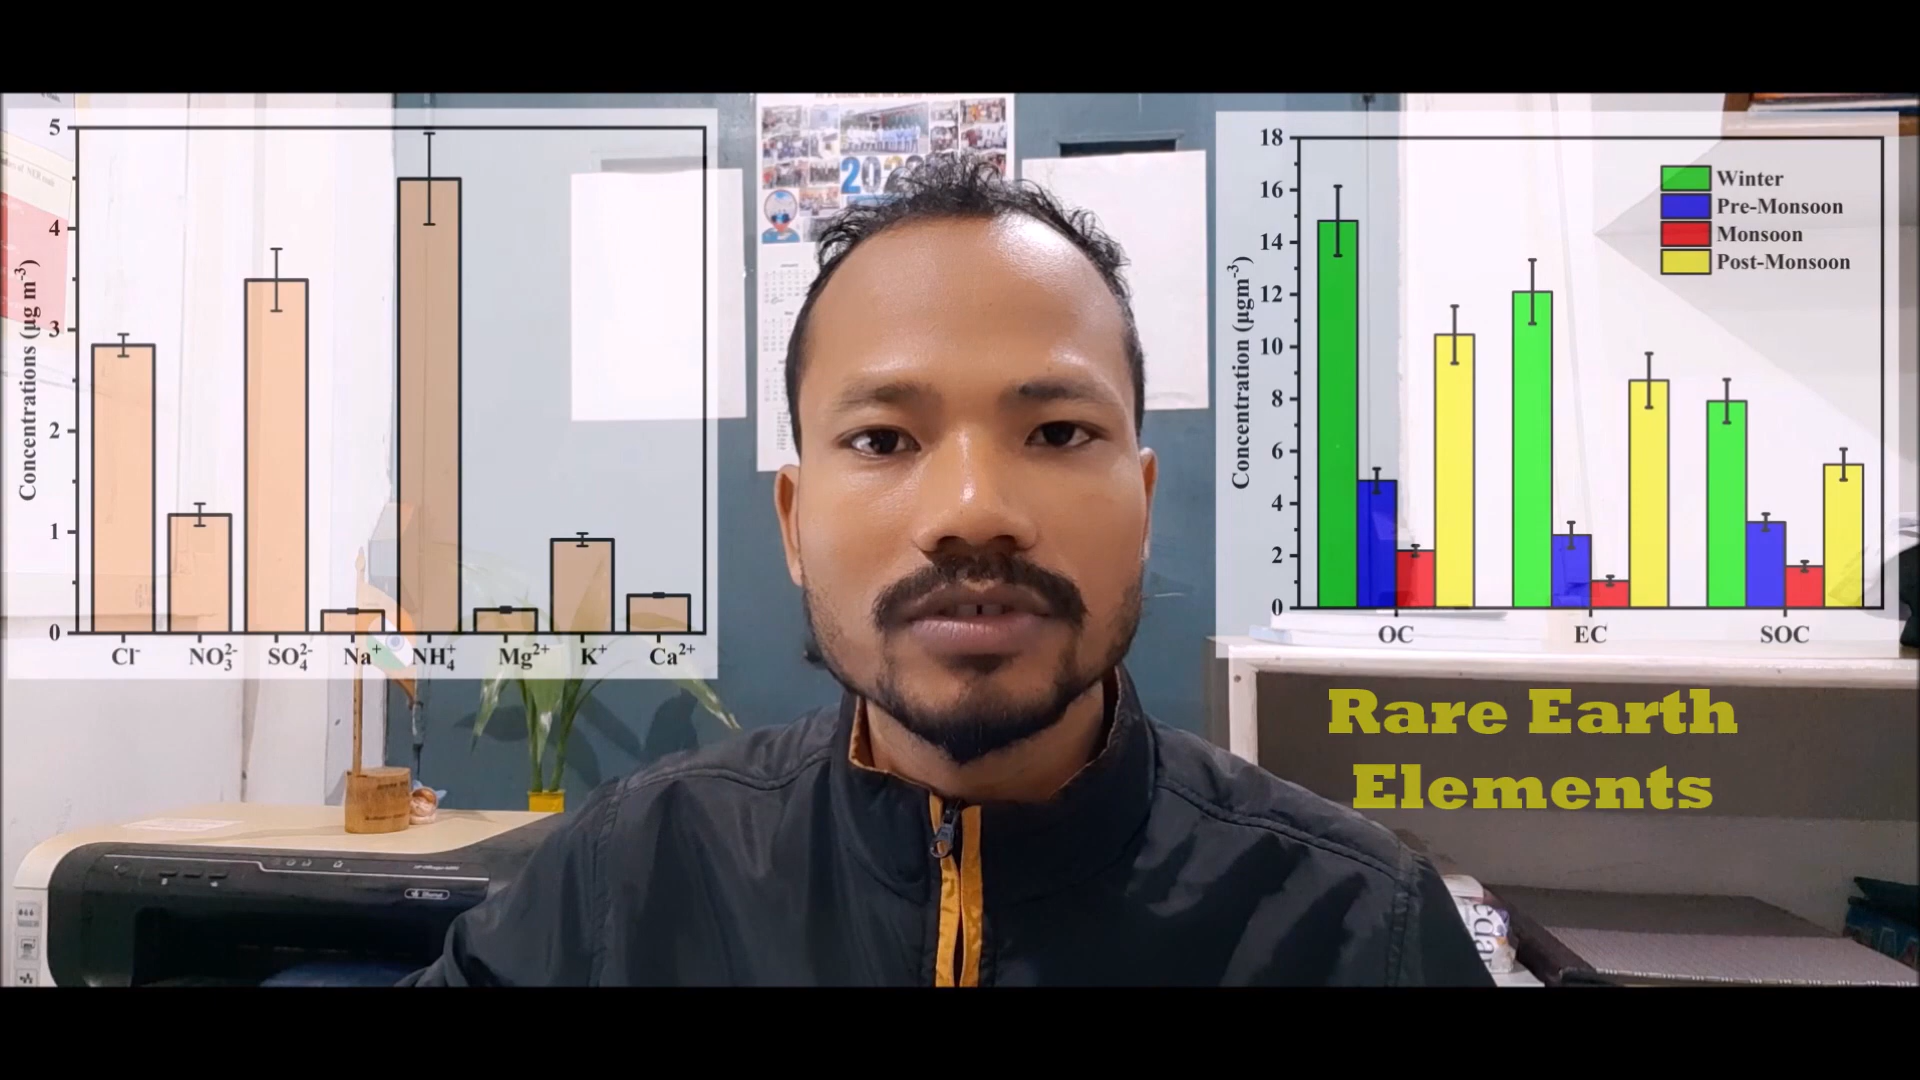 5
4
3
2
1
0
Concentrations (µg m⁻³)
Cl⁻
NO₃²⁻
SO₄²⁻
Na⁺
NH₄⁺
Mg²⁺
K⁺
Ca²⁺
202
18
16
14
12
10
8
6
4
2
0
Concentration (µgm⁻³)
Winter
Pre-Monsoon
Monsoon
Post-Monsoon
OC
EC
SOC
Rare Earth
Elements